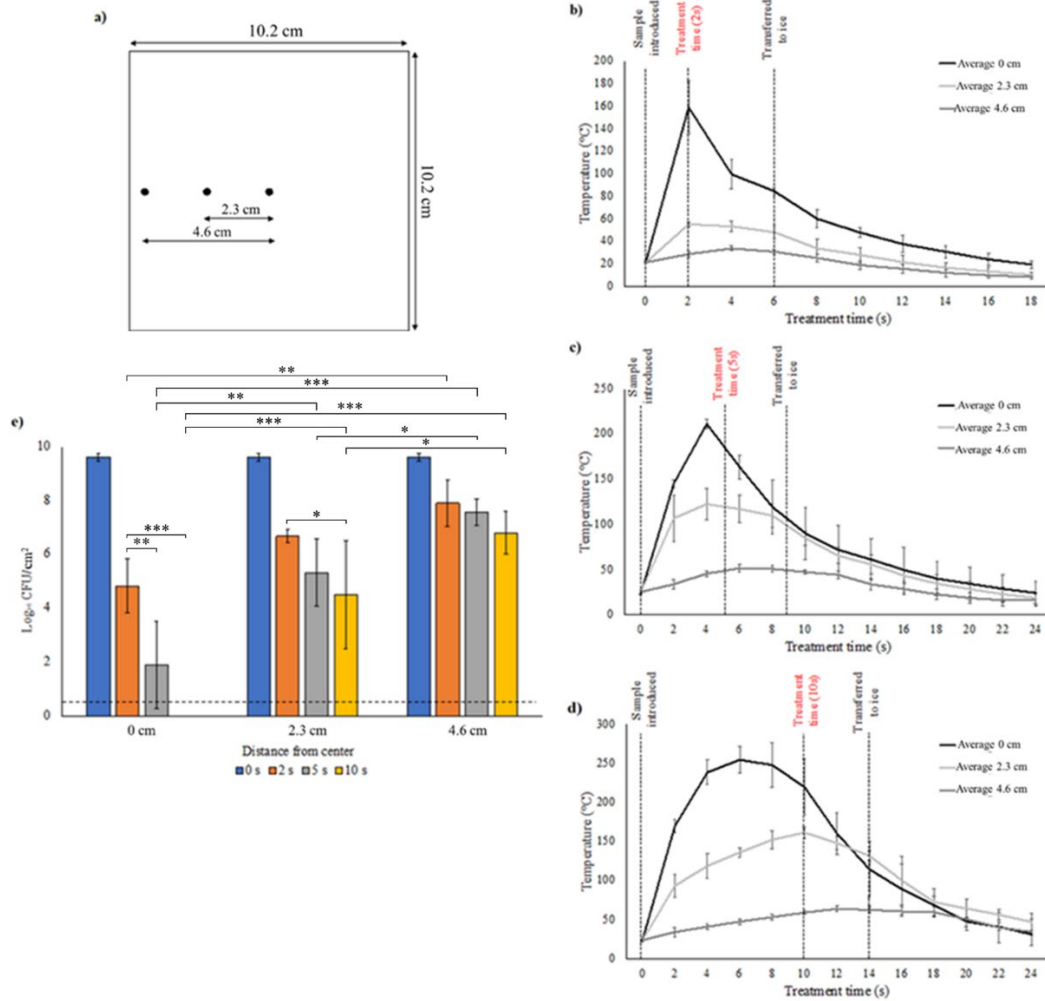 a)
10.2 cm
10.2 cm
2.3 cm
4.6 cm
b)
Sample introduced
Treatment time (2s)
Transferred to ice
Average 0 cm
Average 2.3 cm
Average 4.6 cm
Temperature (°C)
200
180
160
140
120
100
80
60
40
20
0
0 2 4 6 8 10 12 14 16 18
Treatment time (s)
c)
Sample introduced
Treatment time (5s)
Transferred to ice
Average 0 cm
Average 2.3 cm
Average 4.6 cm
Temperature (°C)
250
200
150
100
50
0
0 2 4 6 8 10 12 14 16 18 20 22 24
Treatment time (s)
d)
Sample introduced
Treatment time (10s)
Transferred to ice
Average 0 cm
Average 2.3 cm
Average 4.6 cm
Temperature (°C)
300
250
200
150
100
50
0
0 2 4 6 8 10 12 14 16 18 20 22 24
Treatment time (s)
e)
**
***
**
***
***
*
*
***
**
*
Log₁₀ CFU/cm²
10
8
6
4
2
0
0 cm 2.3 cm 4.6 cm
Distance from center
0 s 2 s 5 s 10 s